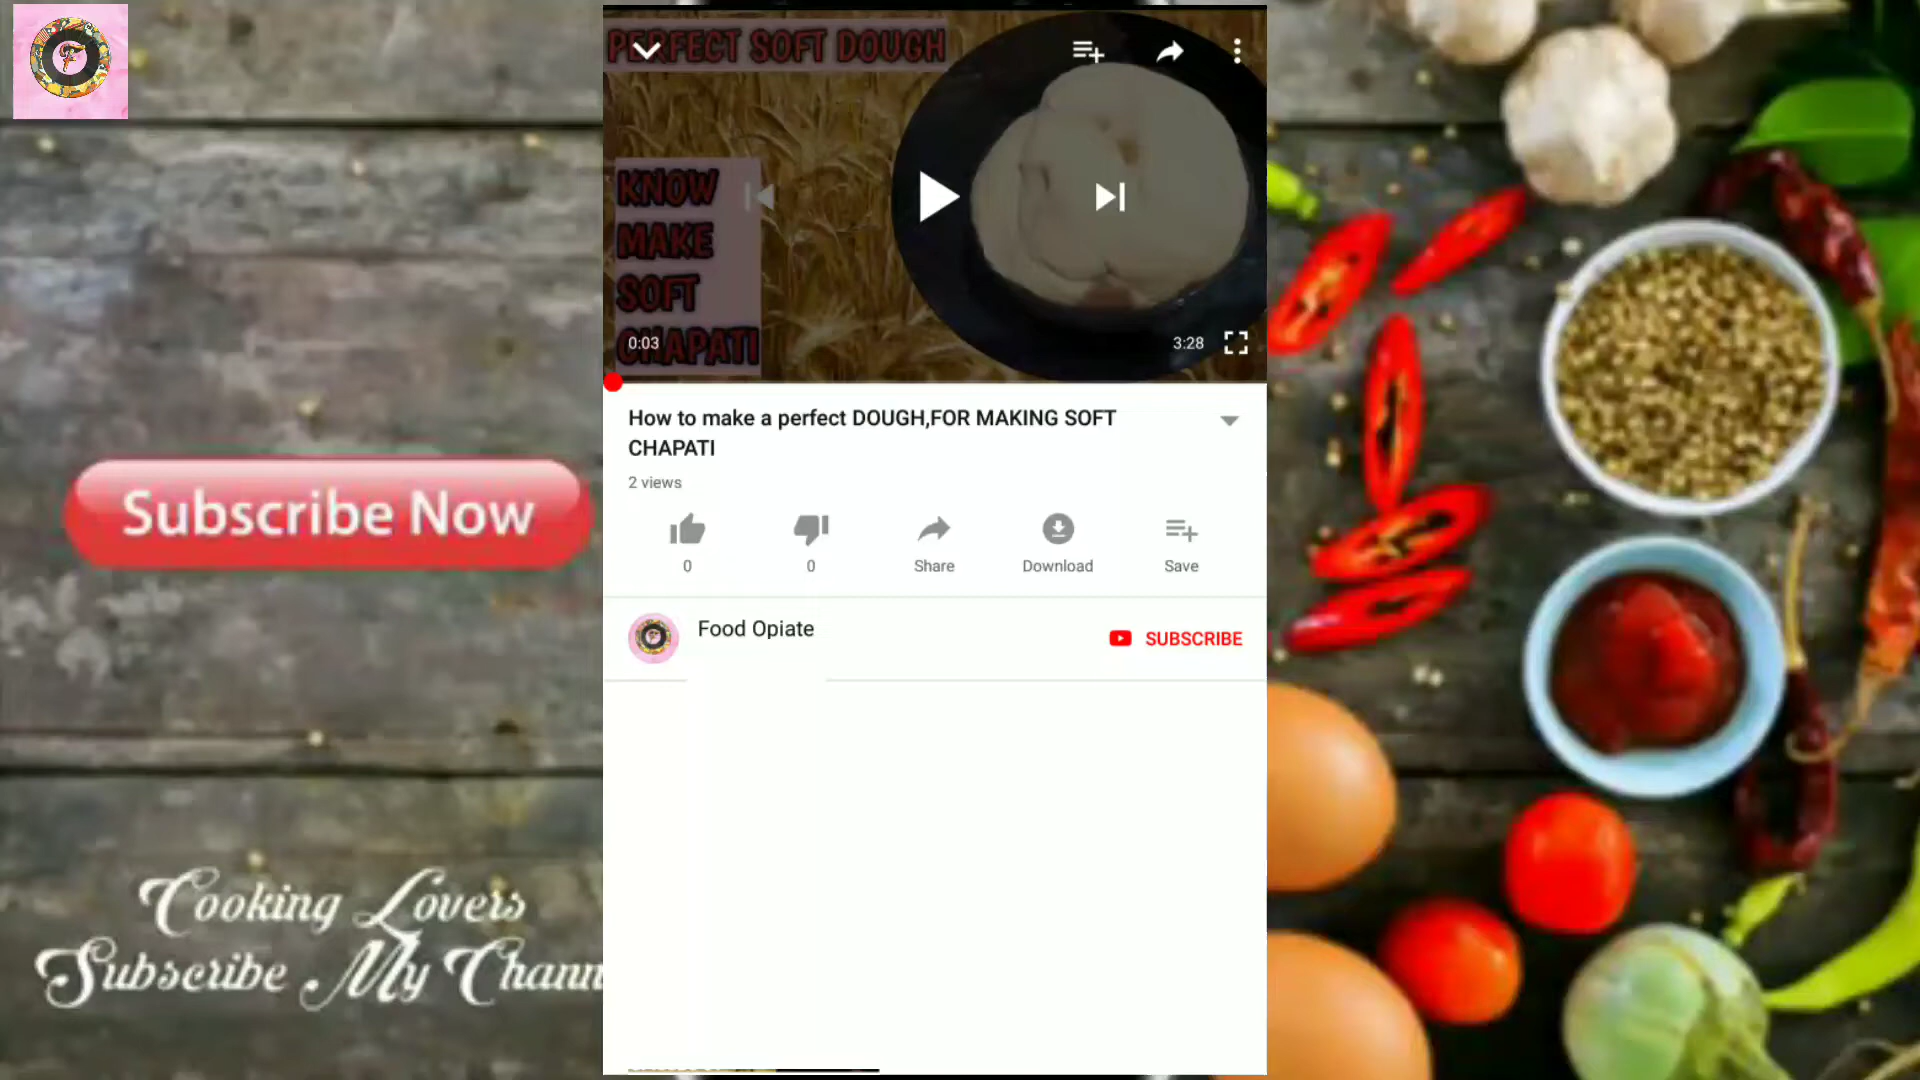 PERFECT SOFT DOUGH
KNOW
MAKE
SOFT
CHAPATI
0:03
3:28
How to make a perfect DOUGH,FOR MAKING SOFT
CHAPATI
2 views
0
0
Share
Download
Save
Food Opiate
SUBSCRIBE
Subscribe Now
Cooking Lovers
Subscribe My Chann